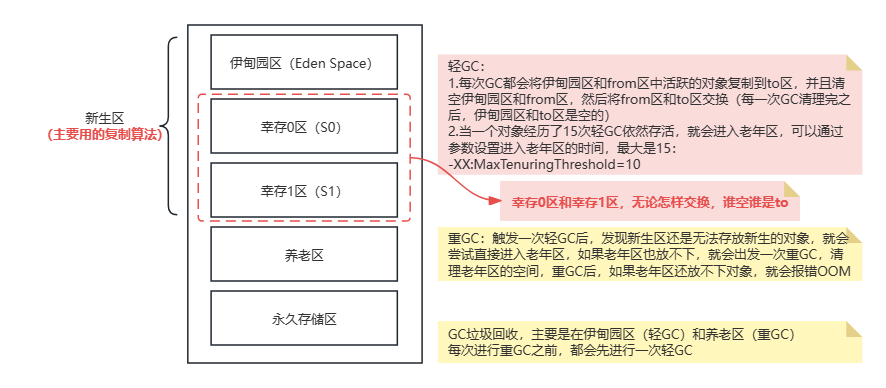 新生区
(主要用的复制算法)
伊甸园区（Eden Space）
幸存0区（S0）
幸存1区（S1）
养老区
永久存储区
轻GC：
1.每次GC都会将伊甸园区和from区中活跃的对象复制到to区，并且清
空伊甸园区和from区，然后将from区和to区交换（每一次GC清理完之
后，伊甸园区和to区是空的）
2.当一个对象经历了15次轻GC依然存活，就会进入老年区，可以通过
参数设置进入老年区的时间，最大是15：
-XX:MaxTenuringThreshold=10
幸存0区和幸存1区，无论怎样交换，谁空谁是to
重GC：触发一次轻GC后，发现新生区还是无法存放新生的对象，就会
尝试直接进入老年区，如果老年区也放不下，就会出发一次重GC，清
理老年区的空间，重GC后，如果老年区还放不下对象，就会报错OOM
GC垃圾回收，主要是在伊甸园区（轻GC）和养老区（重GC）
每次进行重GC之前，都会先进行一次轻GC